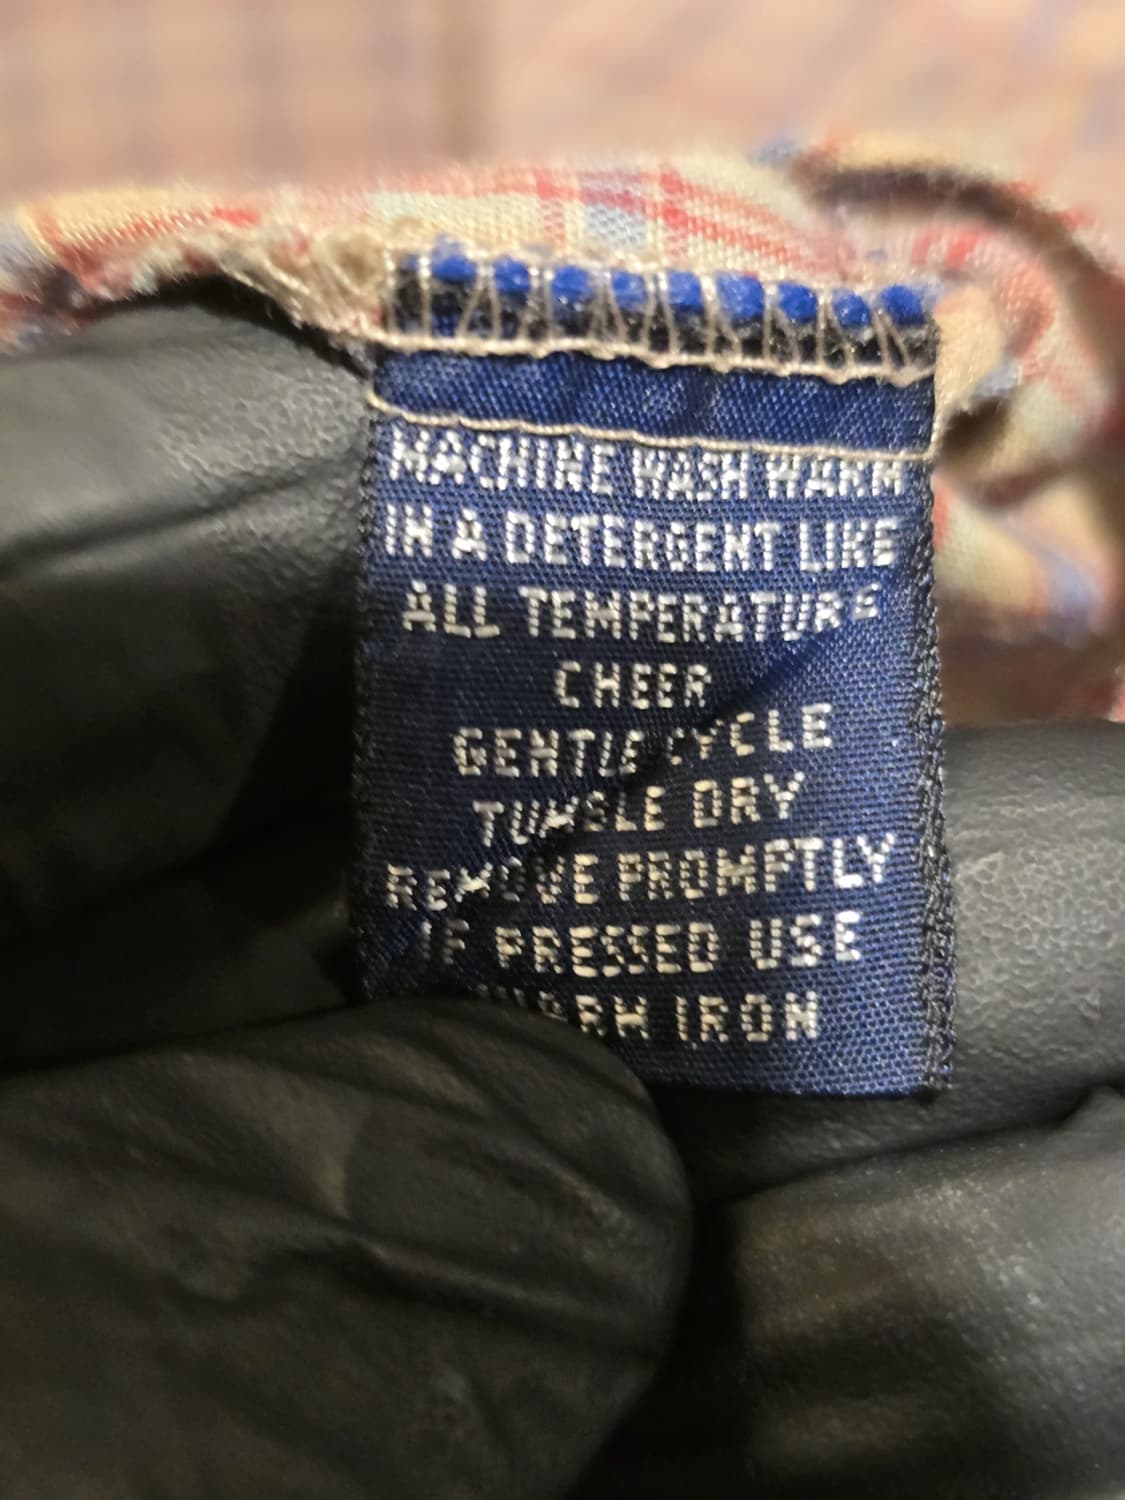 MACHINE WASH WARM
IN A DETERGENT LIKE
ALL TEMPERATURE
CHEER
GENTLE CYCLE
TUMBLE DRY
REMOVE PROMPTLY
IF PRESSED USE
WARM IRON